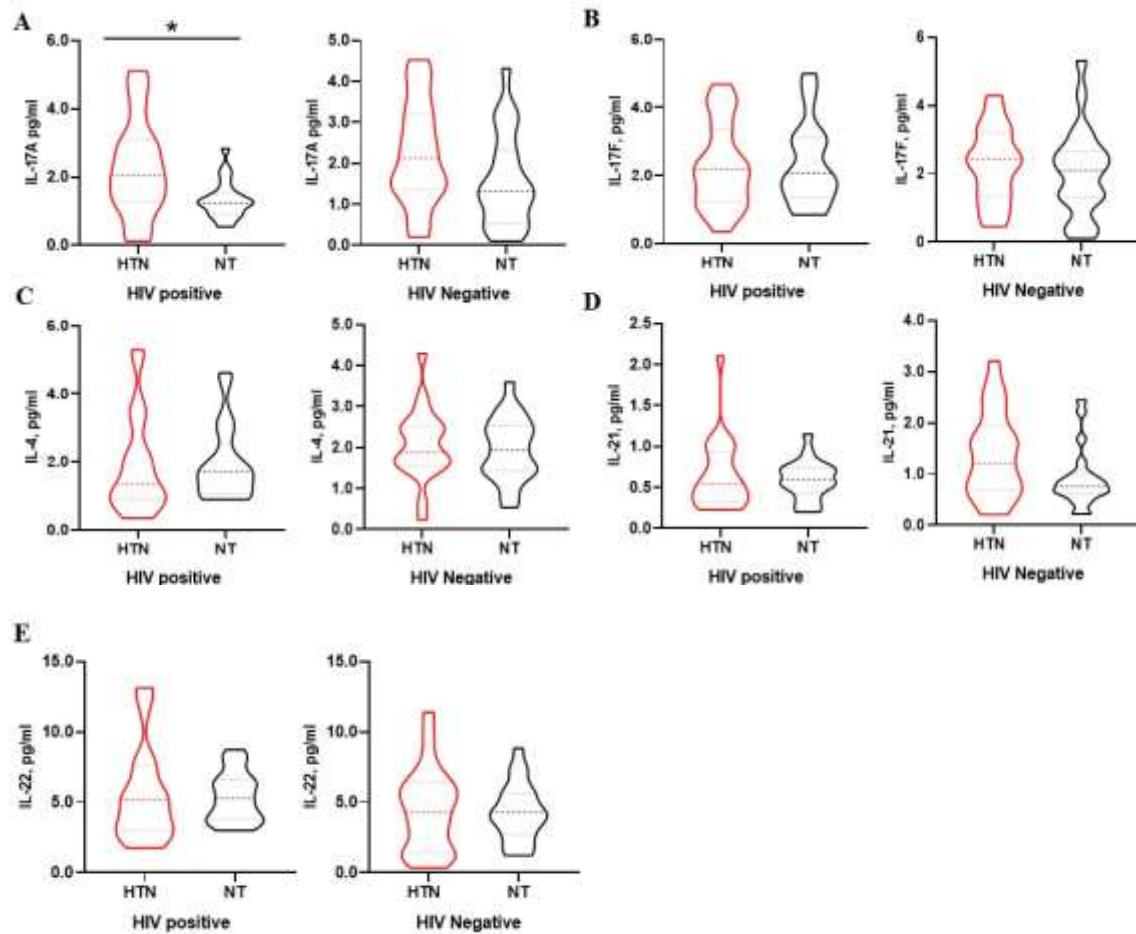 A
*
IL-17A pg/ml
6.0
4.0
2.0
0.0
HTN
NT
HIV positive
IL-17A pg/ml
5.0
4.0
3.0
2.0
1.0
0.0
HTN
NT
HIV Negative
B
IL-17F, pg/ml
6.0
4.0
2.0
0.0
HTN
NT
HIV positive
IL-17F, pg/ml
6
4
2
0
HTN
NT
HIV Negative
C
IL-4, pg/ml
6.0
4.0
2.0
0.0
HTN
NT
HIV positive
IL-4, pg/ml
5.0
4.0
3.0
2.0
1.0
0.0
HTN
NT
HIV Negative
D
IL-21, pg/ml
2.5
2.0
1.5
1.0
0.5
0.0
HTN
NT
HIV positive
IL-21, pg/ml
4.0
3.0
2.0
1.0
0.0
HTN
NT
HIV Negative
E
IL-22, pg/ml
15.0
10.0
5.0
0.0
HTN
NT
HIV positive
IL-22, pg/ml
15.0
10.0
5.0
0.0
HTN
NT
HIV Negative